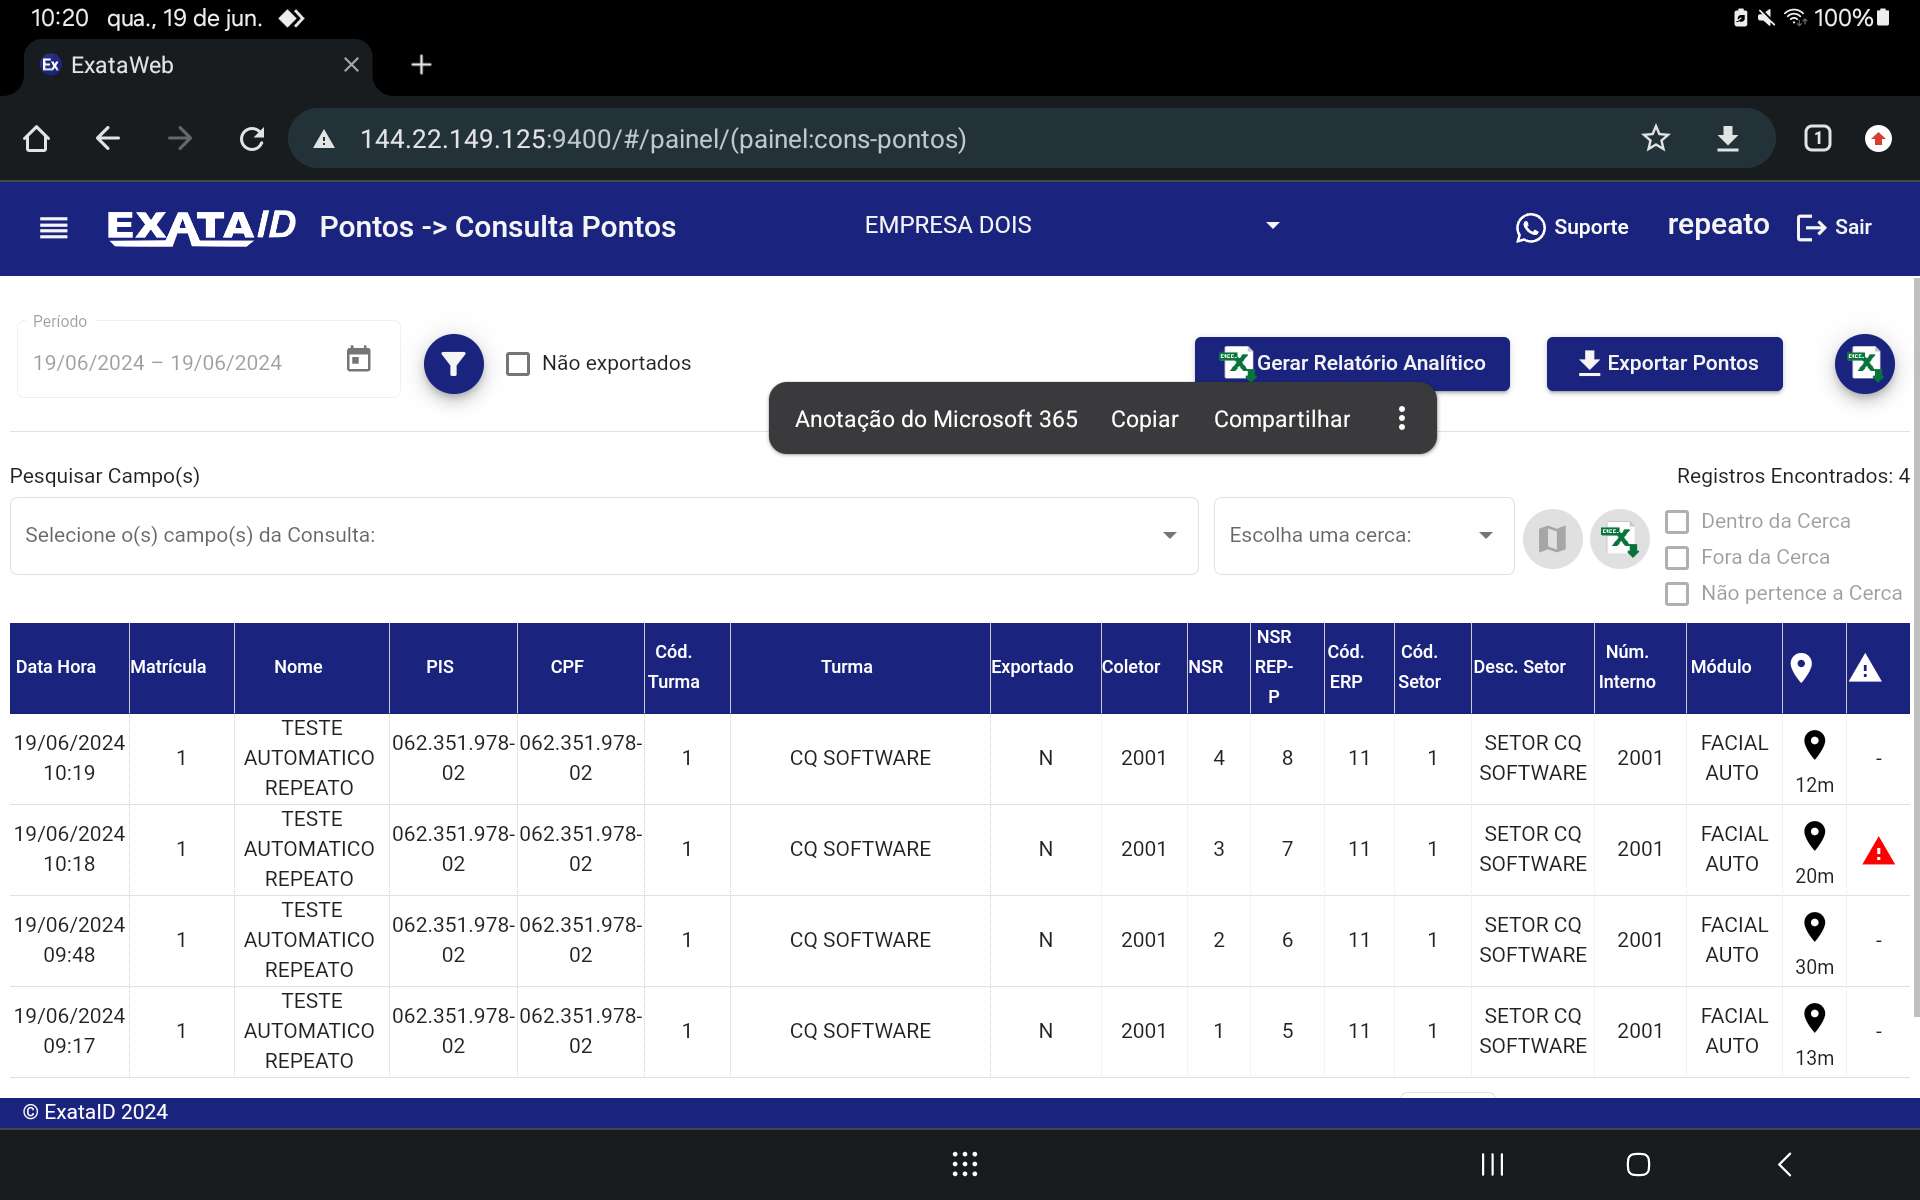 10:20 qua., 19 de jun. 100%
Ex ExataWeb
144.22.149.125:9400/#/painel/(painel:cons-pontos) 1
EXATAID Pontos -> Consulta Pontos EMPRESA DOIS Suporte repeato Sair
Período
19/06/2024 – 19/06/2024 Não exportados Gerar Relatório Analítico Exportar Pontos
Anotação do Microsoft 365 Copiar Compartilhar
Pesquisar Campo(s) Registros Encontrados: 4
Selecione o(s) campo(s) da Consulta: Escolha uma cerca:
Dentro da Cerca
Fora da Cerca
Não pertence a Cerca
Data Hora Matrícula Nome PIS CPF Cód. Turma Turma Exportado Coletor NSR NSR REP-P Cód. ERP Cód. Setor Desc. Setor Núm. Interno Módulo
19/06/2024 10:19 1 TESTE AUTOMATICO REPEATO 062.351.978-02 062.351.978-02 1 CQ SOFTWARE N 2001 4 8 11 1 SETOR CQ SOFTWARE 2001 FACIAL AUTO 12m -
19/06/2024 10:18 1 TESTE AUTOMATICO REPEATO 062.351.978-02 062.351.978-02 1 CQ SOFTWARE N 2001 3 7 11 1 SETOR CQ SOFTWARE 2001 FACIAL AUTO 20m
19/06/2024 09:48 1 TESTE AUTOMATICO REPEATO 062.351.978-02 062.351.978-02 1 CQ SOFTWARE N 2001 2 6 11 1 SETOR CQ SOFTWARE 2001 FACIAL AUTO 30m -
19/06/2024 09:17 1 TESTE AUTOMATICO REPEATO 062.351.978-02 062.351.978-02 1 CQ SOFTWARE N 2001 1 5 11 1 SETOR CQ SOFTWARE 2001 FACIAL AUTO 13m -
© ExataID 2024